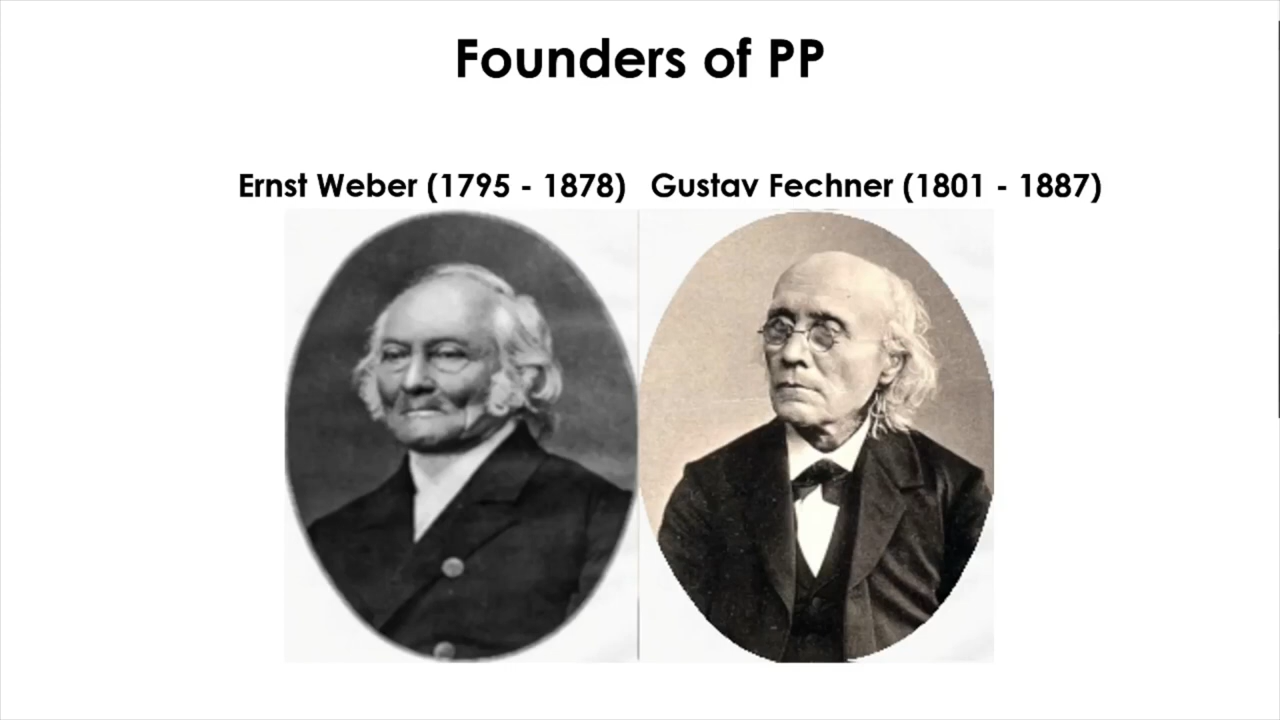 Founders of PP
Ernst Weber (1795 - 1878) Gustav Fechner (1801 - 1887)